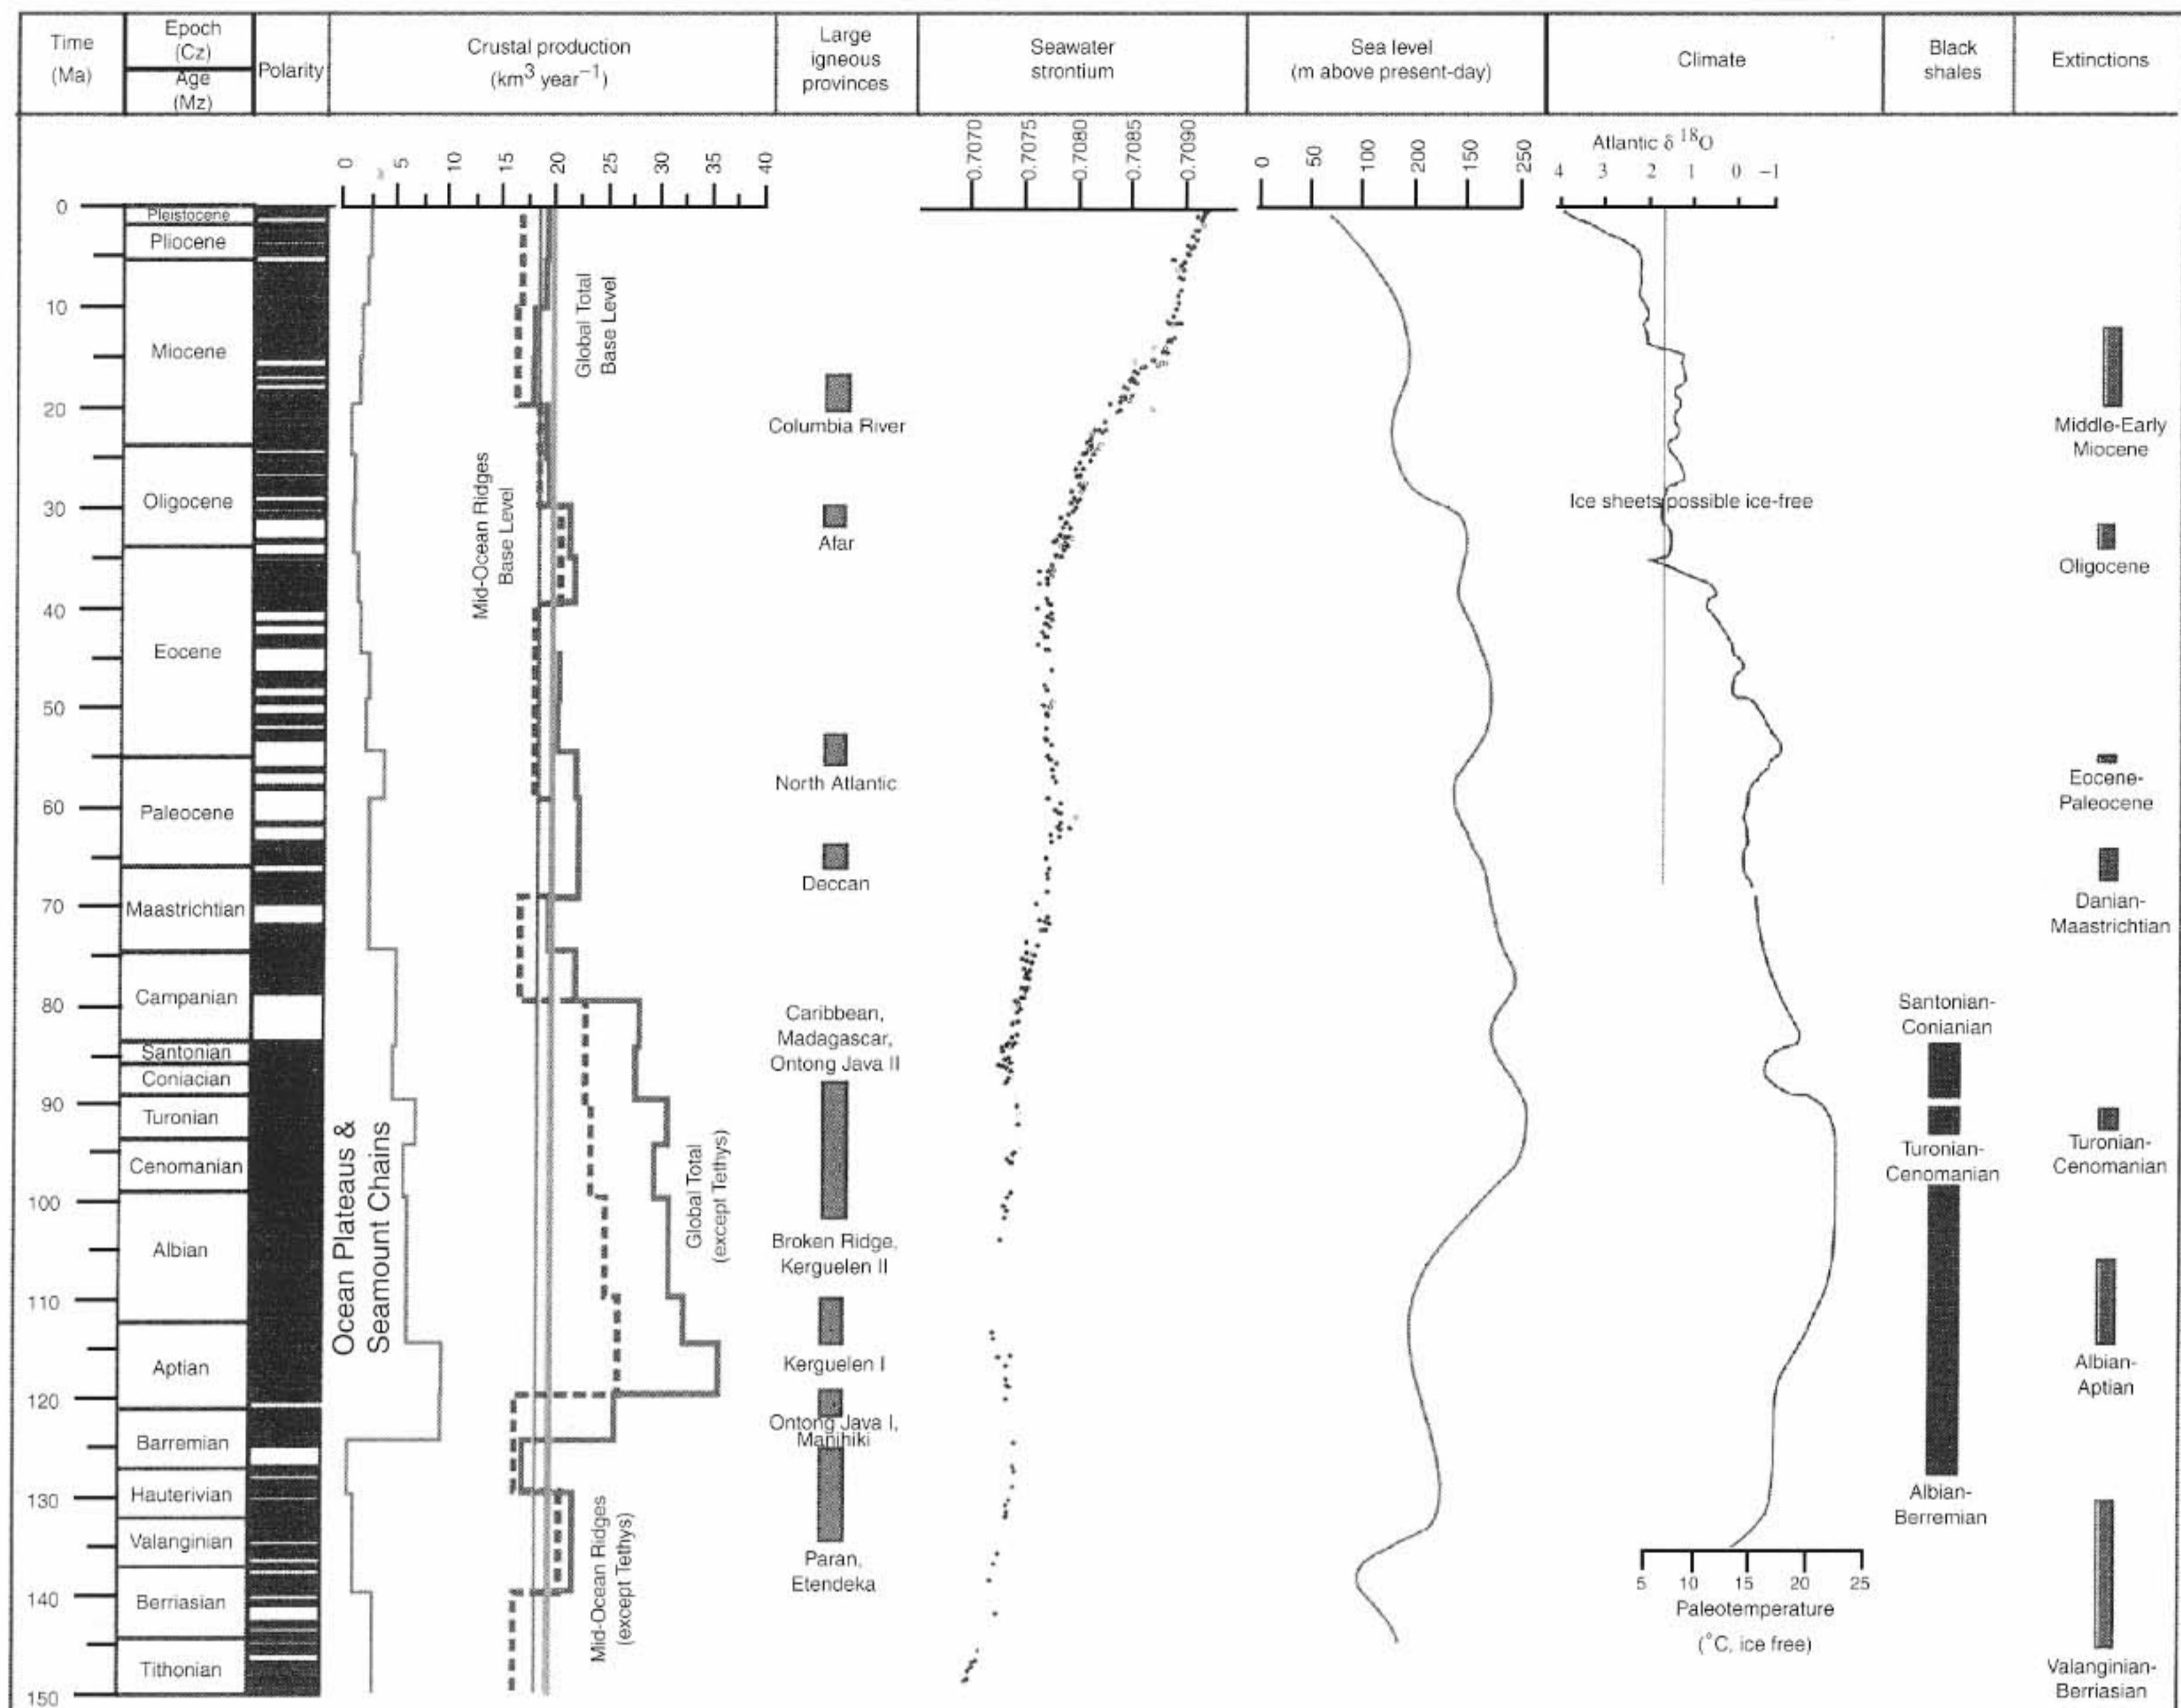 Time
(Ma)
Epoch
(Cz)
Age
(Mz)
Polarity
Crustal production
(km³ year⁻¹)
Large
igneous
provinces
Seawater
strontium
Sea level
(m above present-day)
Climate
Black
shales
Extinctions
0
5
10
15
20
25
30
35
40
0.7070
0.7075
0.7080
0.7085
0.7090
0
50
100
200
150
250
Atlantic δ ¹⁸O
4 3 2 1 0 −1
0
10
20
30
40
50
60
70
80
90
100
110
120
130
140
150
Pleistocene
Pliocene
Miocene
Oligocene
Eocene
Paleocene
Maastrichtian
Campanian
Santonian
Coniacian
Turonian
Cenomanian
Albian
Aptian
Barremian
Hauterivian
Valanginian
Berriasian
Tithonian
Ocean Plateaus &
Seamount Chains
Mid-Ocean Ridges
Base Level
Global Total
Base Level
Global Total
(except Tethys)
Mid-Ocean Ridges
(except Tethys)
Columbia River
Afar
North Atlantic
Deccan
Caribbean,
Madagascar,
Ontong Java II
Broken Ridge,
Kerguelen II
Kerguelen I
Ontong Java I,
Manihiki
Paran,
Etendeka
Ice sheets possible ice-free
5 10 15 20 25
Paleotemperature
(°C, ice free)
Santonian-
Conianian
Turonian-
Cenomanian
Albian-
Berremian
Middle-Early
Miocene
Oligocene
Eocene-
Paleocene
Danian-
Maastrichtian
Turonian-
Cenomanian
Albian-
Aptian
Valanginian-
Berriasian